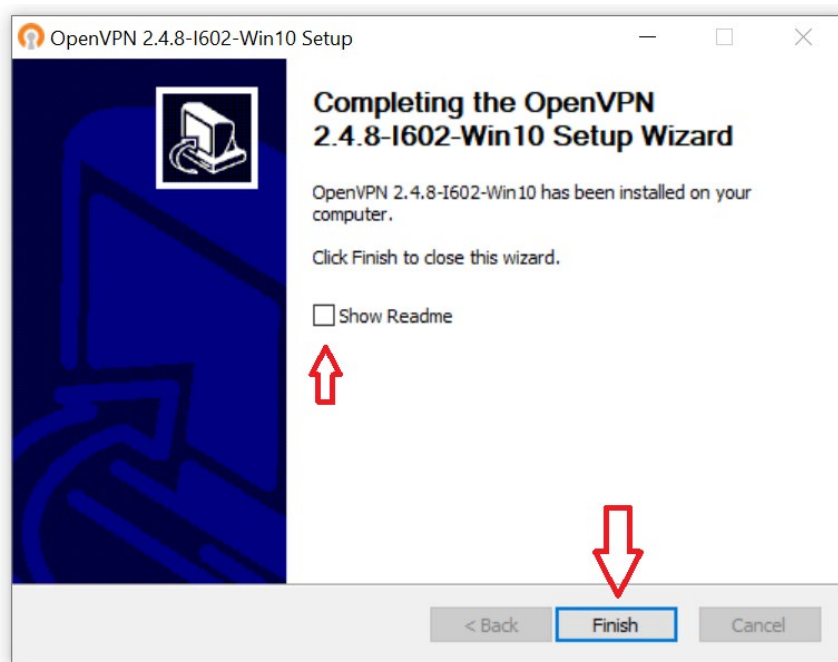 OpenVPN 2.4.8-I602-Win10 Setup
Completing the OpenVPN
2.4.8-I602-Win10 Setup Wizard
OpenVPN 2.4.8-I602-Win10 has been installed on your
computer.
Click Finish to close this wizard.
Show Readme
< Back
Finish
Cancel